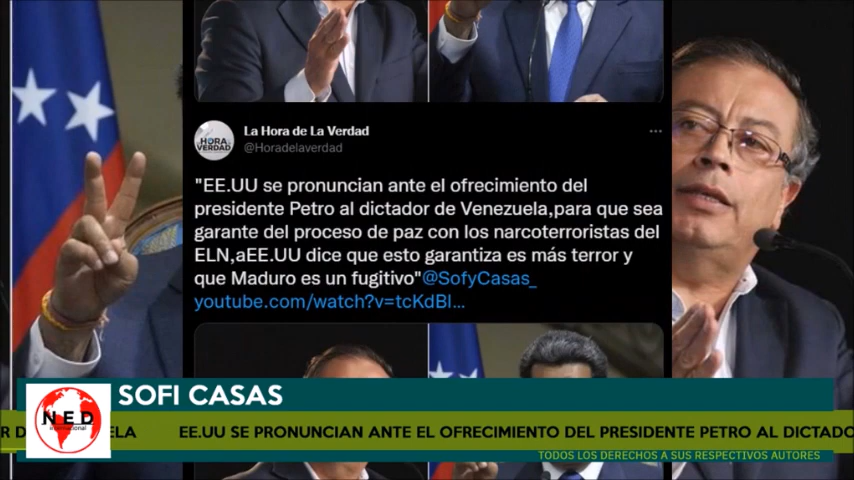 La Hora de La Verdad
@Horadelaverdad
HORA
VERDAD
"EE.UU se pronuncian ante el ofrecimiento del
presidente Petro al dictador de Venezuela,para que sea
garante del proceso de paz con los narcoterroristas del
ELN,aEE.UU dice que esto garantiza es más terror y
que Maduro es un fugitivo"@SofyCasas_
youtube.com/watch?v=tcKdBI...
SOFI CASAS
NED
International
R D ELA EE.UU SE PRONUNCIAN ANTE EL OFRECIMIENTO DEL PRESIDENTE PETRO AL DICTADO
TODOS LOS DERECHOS A SUS RESPECTIVOS AUTORES